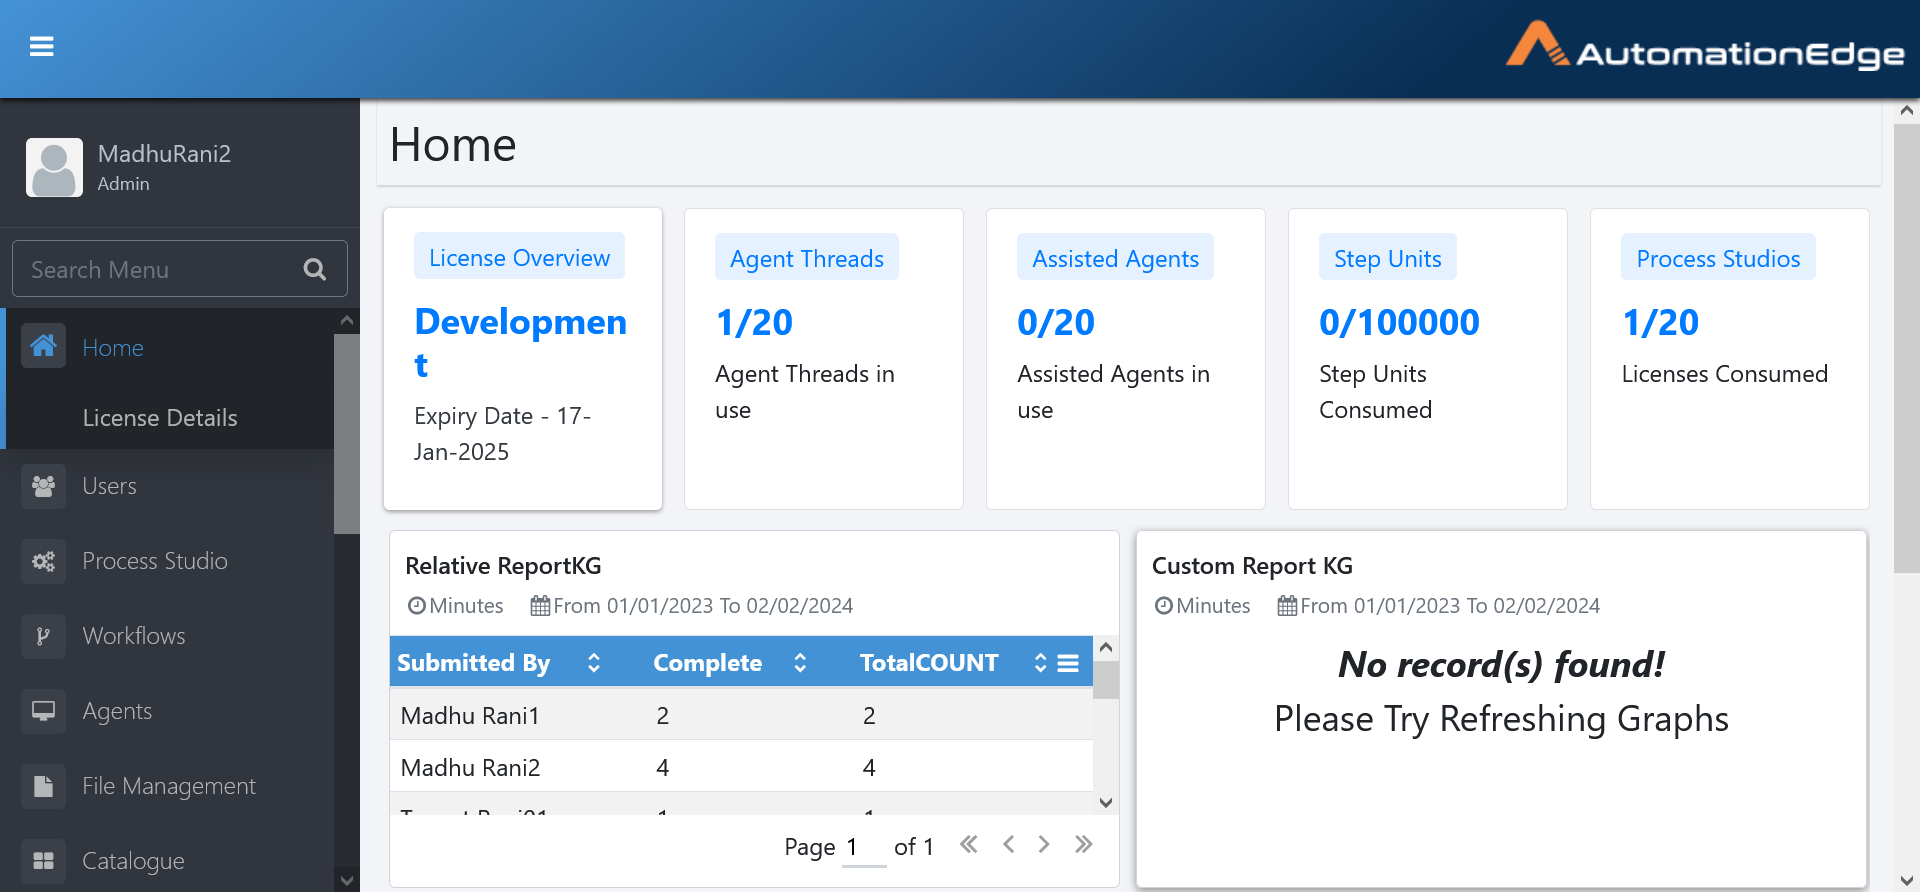 AutomationEdge
MadhuRani2
Admin
Search Menu
Home
License Details
Users
Process Studio
Workflows
Agents
File Management
Catalogue
Home
License Overview
Developmen
t
Expiry Date - 17-
Jan-2025
Agent Threads
1/20
Agent Threads in
use
Assisted Agents
0/20
Assisted Agents in
use
Step Units
0/100000
Step Units
Consumed
Process Studios
1/20
Licenses Consumed
Relative ReportKG
Minutes From 01/01/2023 To 02/02/2024
Submitted By Complete TotalCOUNT
Madhu Rani1 2 2
Madhu Rani2 4 4
Page 1 of 1
Custom Report KG
Minutes From 01/01/2023 To 02/02/2024
No record(s) found!
Please Try Refreshing Graphs